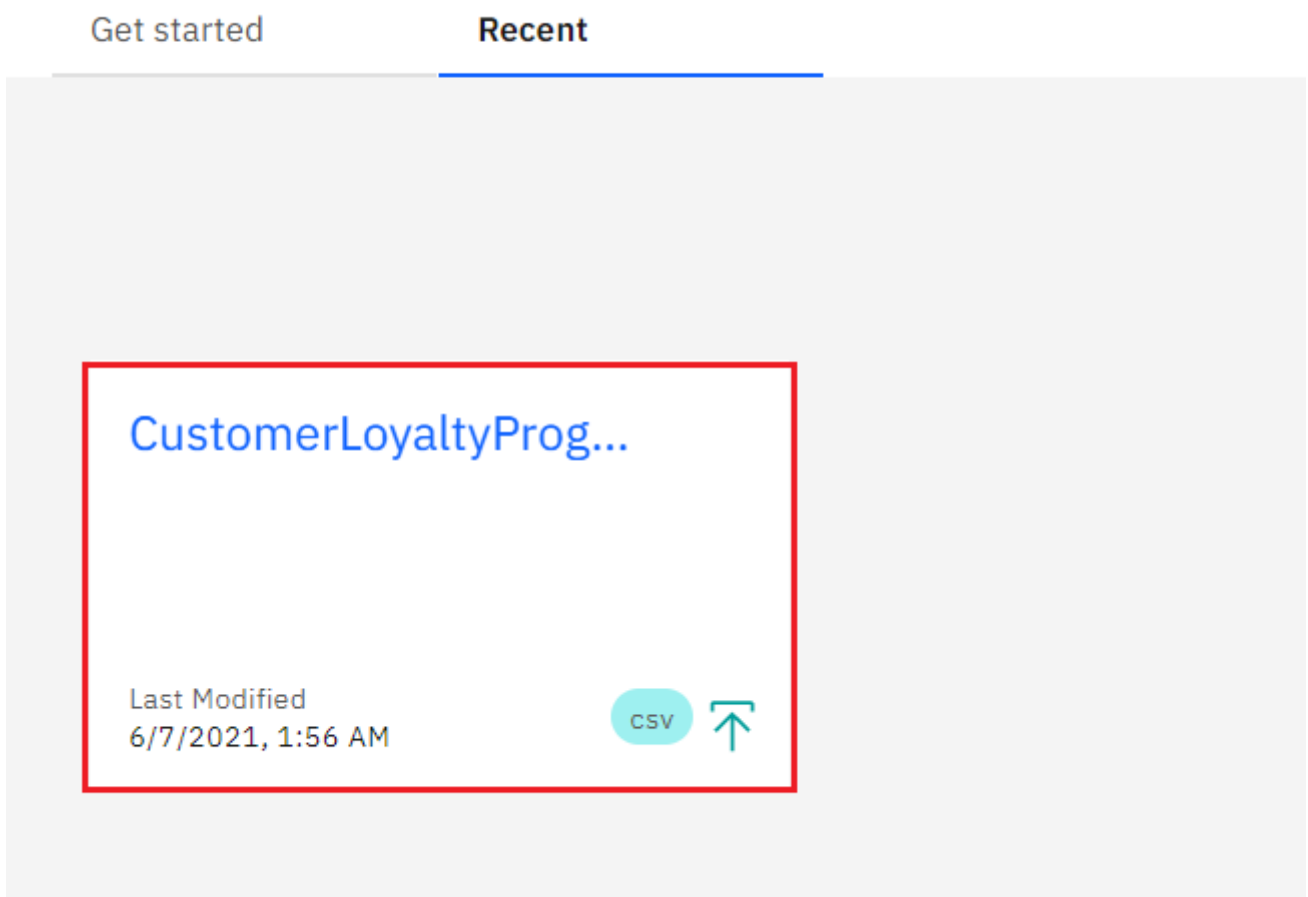 Get started
Recent
CustomerLoyaltyProg...
Last Modified
6/7/2021, 1:56 AM
csv